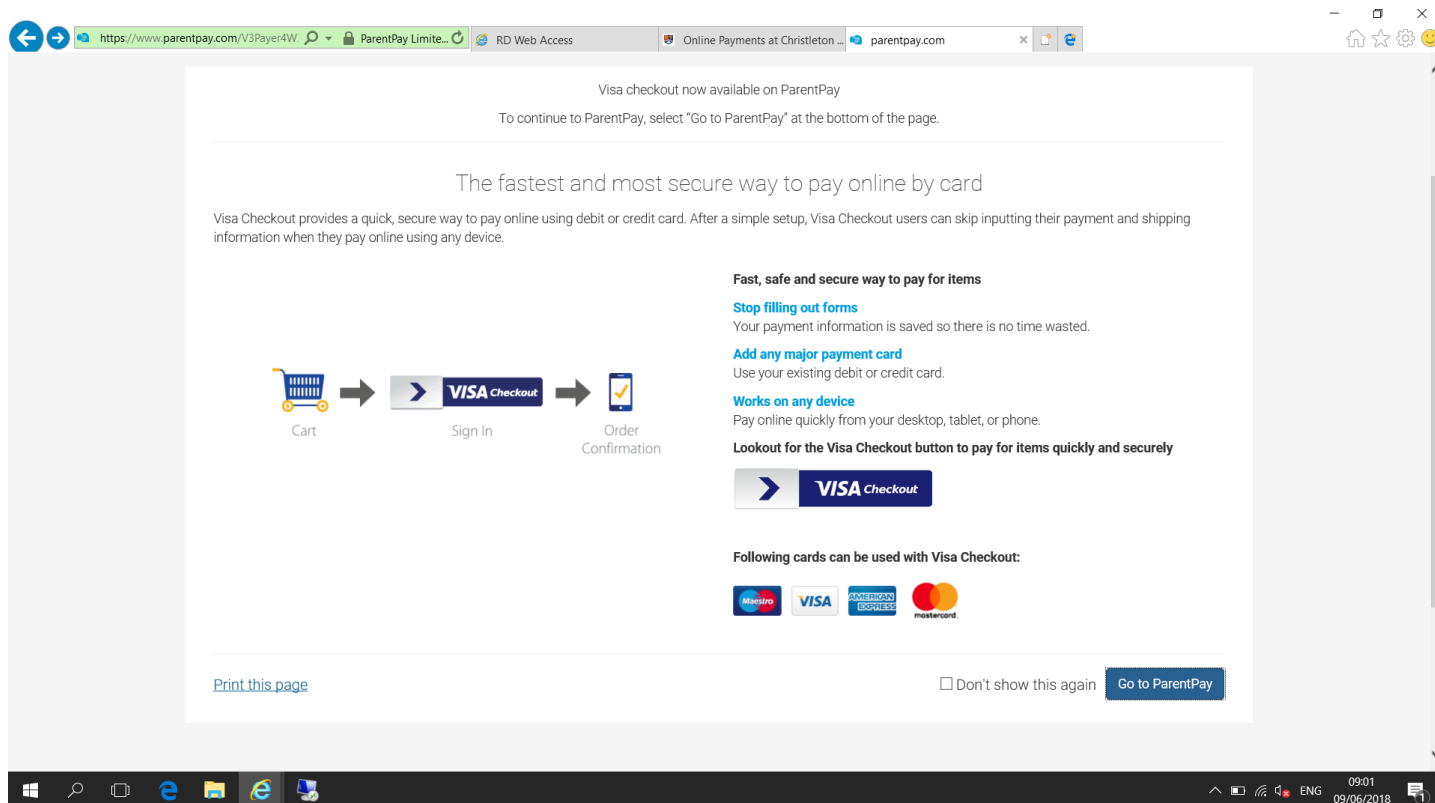 https://www.parentpay.com/V3Payer4W
ParentPay Limite...
RD Web Access
Online Payments at Christleton ...
parentpay.com
Visa checkout now available on ParentPay
To continue to ParentPay, select "Go to ParentPay" at the bottom of the page.
The fastest and most secure way to pay online by card
Visa Checkout provides a quick, secure way to pay online using debit or credit card. After a simple setup, Visa Checkout users can skip inputting their payment and shipping
information when they pay online using any device.
Fast, safe and secure way to pay for items
Stop filling out forms
Your payment information is saved so there is no time wasted.
Add any major payment card
Use your existing debit or credit card.
Works on any device
Pay online quickly from your desktop, tablet, or phone.
Lookout for the Visa Checkout button to pay for items quickly and securely
VISA Checkout
Cart
Sign In
Order
Confirmation
VISA Checkout
Following cards can be used with Visa Checkout:
Maestro
VISA
AMERICAN
EXPRESS
mastercard.
Print this page
Don't show this again
Go to ParentPay
ENG
09:01
09/06/2018
1